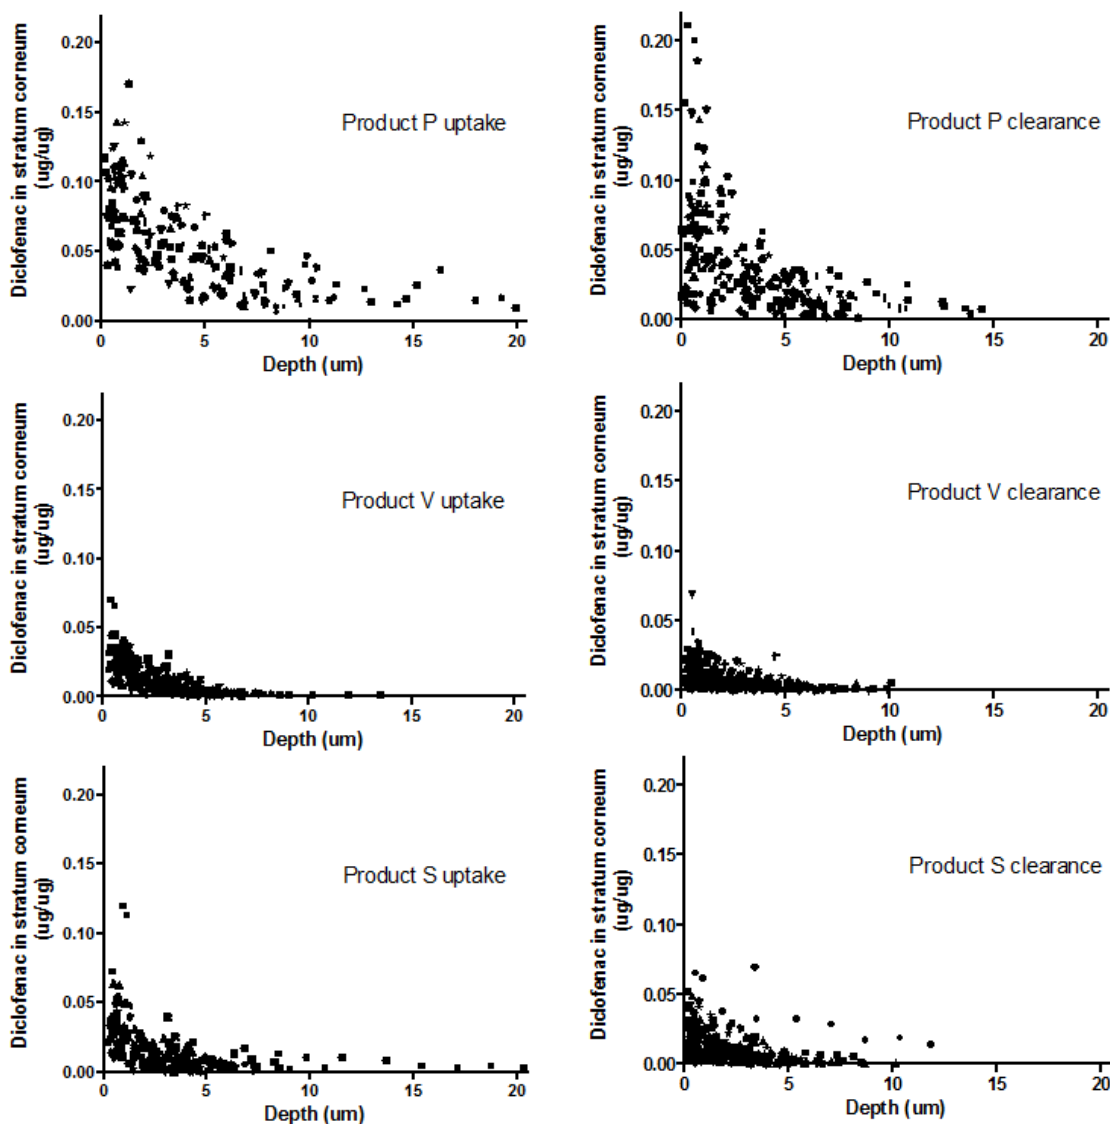 Diclofenac in stratum corneum
(ug/ug)
0.20
0.15
0.10
0.05
0.00
Product P uptake
0 5 10 15 20
Depth (um)
Diclofenac in stratum corneum
(ug/ug)
0.20
0.15
0.10
0.05
0.00
Product P clearance
0 5 10 15 20
Depth (um)
Diclofenac in stratum corneum
(ug/ug)
0.20
0.15
0.10
0.05
0.00
Product V uptake
0 5 10 15 20
Depth (um)
Diclofenac in stratum corneum
(ug/ug)
0.20
0.15
0.10
0.05
0.00
Product V clearance
0 5 10 15 20
Depth (um)
Diclofenac in stratum corneum
(ug/ug)
0.20
0.15
0.10
0.05
0.00
Product S uptake
0 5 10 15 20
Depth (um)
Diclofenac in stratum corneum
(ug/ug)
0.20
0.15
0.10
0.05
0.00
Product S clearance
0 5 10 15 20
Depth (um)